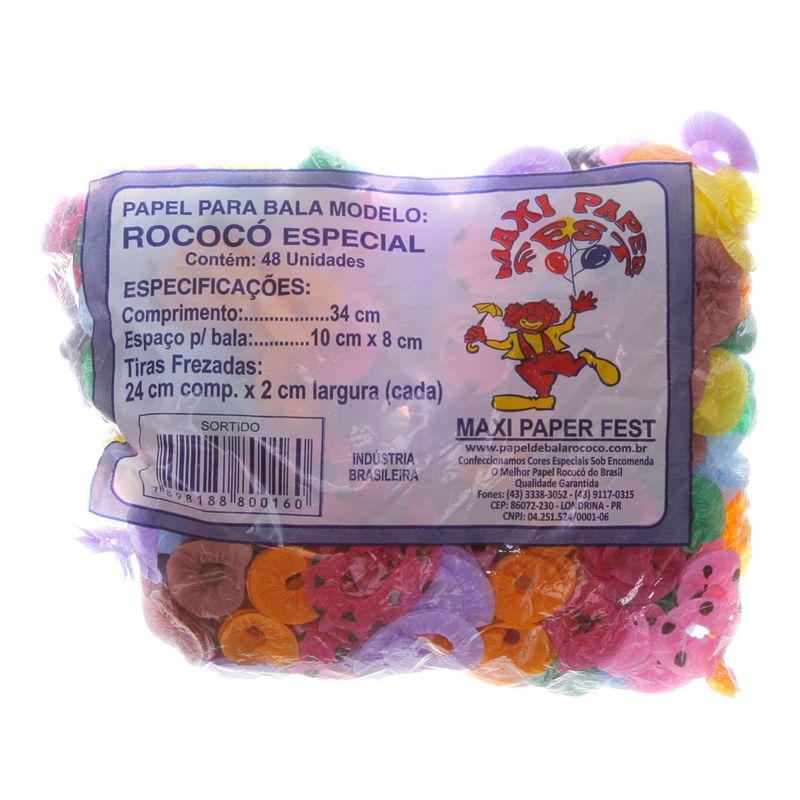 PAPEL PARA BALA MODELO:
ROCOCÓ ESPECIAL
Contém: 48 Unidades
ESPECIFICAÇÕES:
Comprimento:.................34 cm
Espaço p/ bala:...........10 cm x 8 cm
Tiras Frezadas:
24 cm comp. x 2 cm largura (cada)
SORTIDO
7 898188 800160
INDÚSTRIA
BRASILEIRA
MAXI PAPER
FEST
MAXI PAPER FEST
www.papeldebalarococo.com.br
Confeccionamos Cores Especiais Sob Encomenda
O Melhor Papel Rococó do Brasil
Qualidade Garantida
Fones: (43) 3338-3052 - (43) 9117-0315
CEP: 86072-230 - LONDRINA - PR
CNPJ: 04.251.524/0001-06